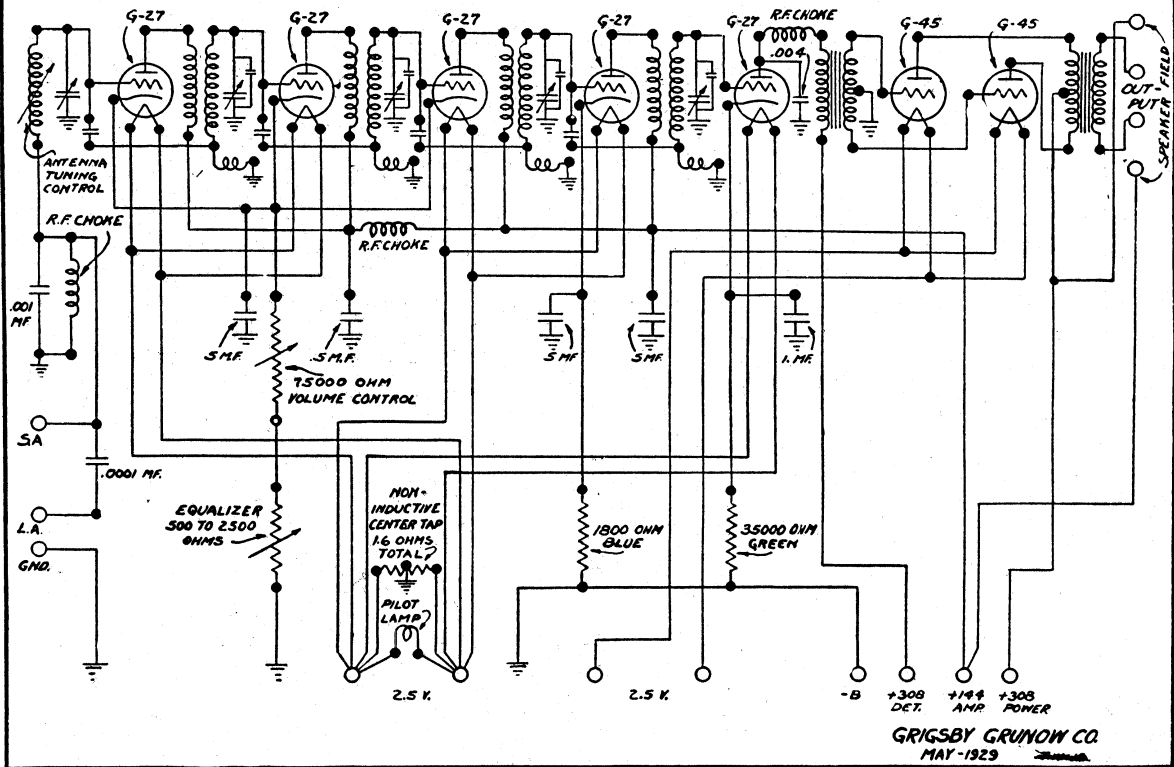 G-27
G-27
G-27
G-27
G-27
R.F. CHOKE
G-45
G-45
.004
OUT-
PUT
SPEAKER FIELD
ANTENNA
TUNING
CONTROL
R.F. CHOKE
R.F. CHOKE
.001
MF
.5 M.F.
.5 M.F.
.5 MF
.5 MF.
1. MF.
75000 OHM
VOLUME CONTROL
S.A.
.0001 MF.
L.A.
GND.
EQUALIZER
500 TO 2500
OHMS
NON-
INDUCTIVE
CENTER TAP
1.6 OHMS
TOTAL
PILOT
LAMP
1800 OHM
BLUE
35000 OHM
GREEN
2.5 V.
2.5 V.
-B
+308
DET.
+144
AMP.
+308
POWER
GRIGSBY GRUNOW CO.
MAY-1929